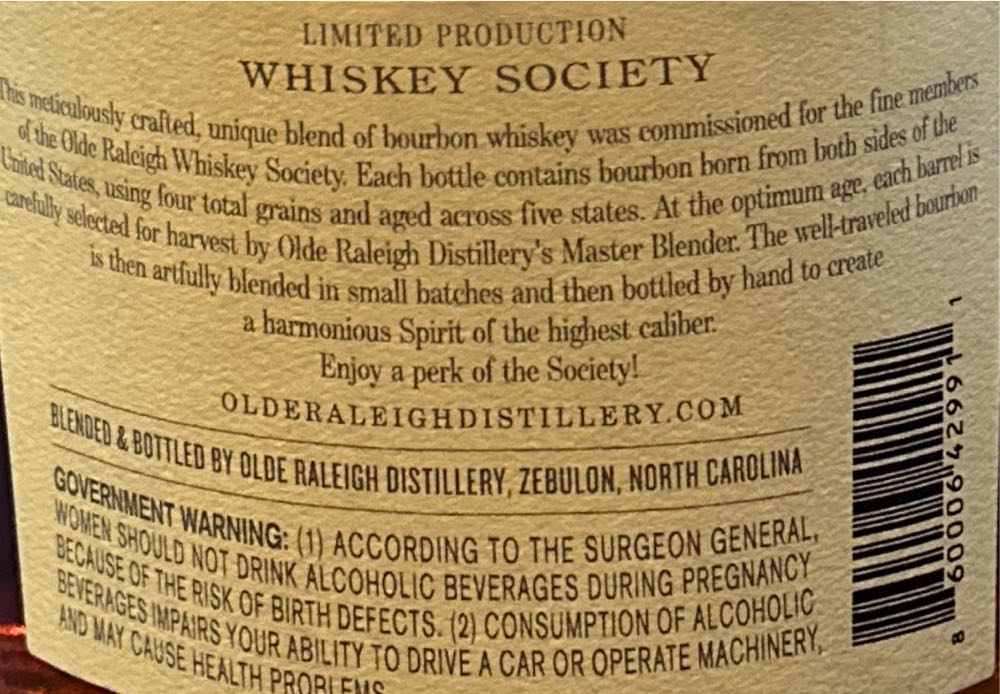 LIMITED PRODUCTION
WHISKEY SOCIETY
This meticulously crafted, unique blend of bourbon whiskey was commissioned for the fine members
of the Olde Raleigh Whiskey Society. Each bottle contains bourbon born from both sides of the
United States, using four total grains and aged across five states. At the optimum age, each barrel is
carefully selected for harvest by Olde Raleigh Distillery's Master Blender. The well-traveled bourbon
is then artfully blended in small batches and then bottled by hand to create
a harmonious Spirit of the highest caliber.
Enjoy a perk of the Society!
OLDERALEIGHDISTILLERY.COM
BLENDED & BOTTLED BY OLDE RALEIGH DISTILLERY, ZEBULON, NORTH CAROLINA
GOVERNMENT WARNING: (1) ACCORDING TO THE SURGEON GENERAL,
WOMEN SHOULD NOT DRINK ALCOHOLIC BEVERAGES DURING PREGNANCY
BECAUSE OF THE RISK OF BIRTH DEFECTS. (2) CONSUMPTION OF ALCOHOLIC
BEVERAGES IMPAIRS YOUR ABILITY TO DRIVE A CAR OR OPERATE MACHINERY,
AND MAY CAUSE HEALTH PROBLEMS
8 60006 42991 1